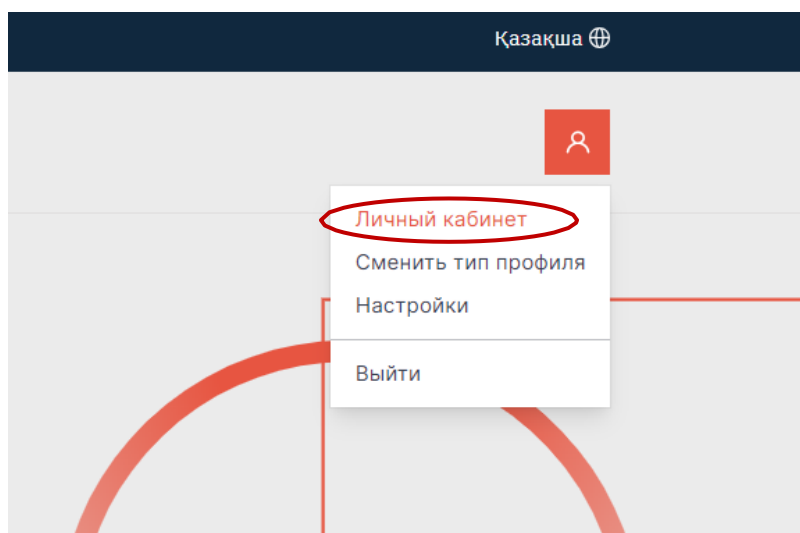 Қазақша
Личный кабинет
Сменить тип профиля
Настройки
Выйти